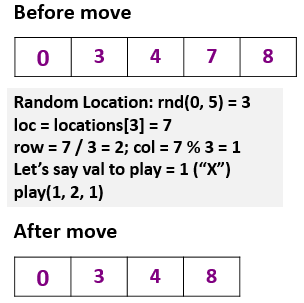 Before move
0 3 4 7 8
Random Location: rnd(0, 5) = 3
loc = locations[3] = 7
row = 7 / 3 = 2; col = 7 % 3 = 1
Let’s say val to play = 1 (“X”)
play(1, 2, 1)
After move
0 3 4 8